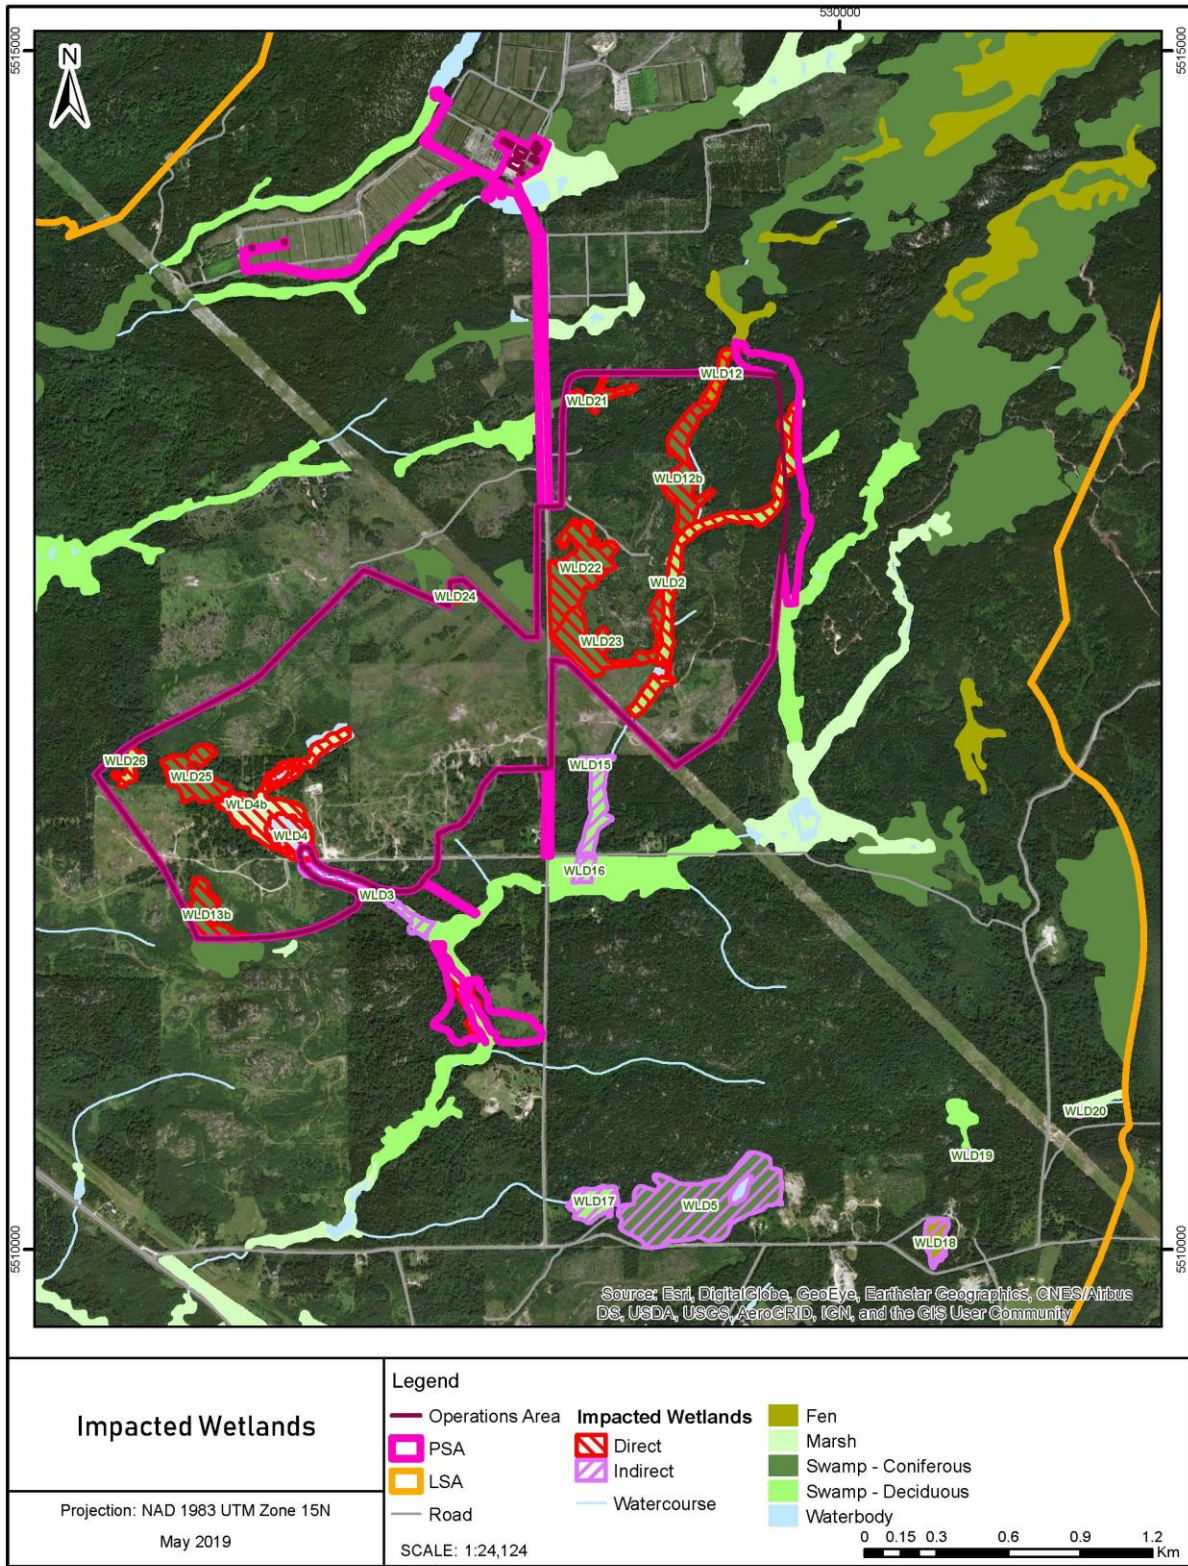 530000
5515000
5515000
N
WLD12
WLD21
WLD12b
WLD22
WLD2
WLD24
WLD23
WLD26
WLD15
WLD25
WLD4b
WLD4
WLD16
WLD3
WLD13b
WLD20
WLD19
WLD17
WLD5
WLD18
5510000
5510000
Source: Esri, DigitalGlobe, GeoEye, Earthstar Geographics, CNES/Airbus
DS, USDA, USGS, AeroGRID, IGN, and the GIS User Community
Impacted Wetlands
Projection: NAD 1983 UTM Zone 15N
May 2019
Legend
Operations Area
PSA
LSA
Road
SCALE: 1:24,124
Impacted Wetlands
Direct
Indirect
Watercourse
Fen
Marsh
Swamp - Coniferous
Swamp - Deciduous
Waterbody
0 0.15 0.3 0.6 0.9 1.2
Km